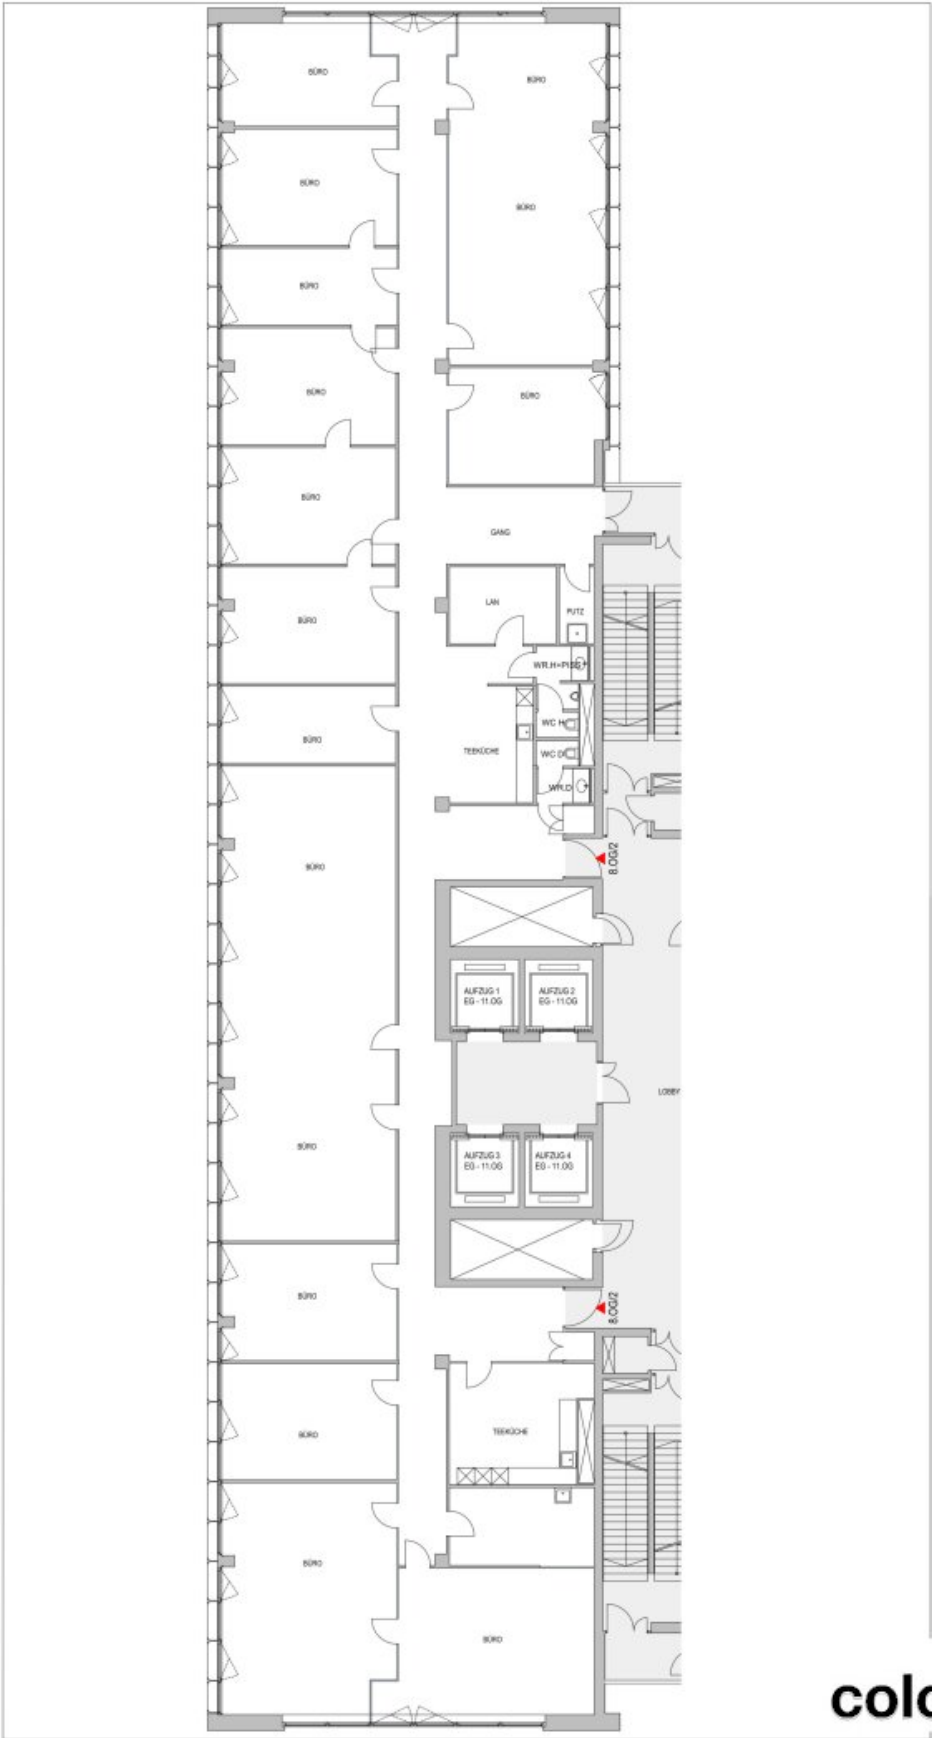 BÜRO
BÜRO
BÜRO
BÜRO
BÜRO
BÜRO
BÜRO
BÜRO
GANG
LAN
PUTZ
BÜRO
WR.H+PISS
WC H
BÜRO
TEEKÜCHE
WC D
WR.D
BÜRO
8.OG/2
AUFZUG 1
EG - 11.OG
AUFZUG 2
EG - 11.OG
LOBBY
BÜRO
AUFZUG 3
EG - 11.OG
AUFZUG 4
EG - 11.OG
BÜRO
8.OG/2
BÜRO
TEEKÜCHE
BÜRO
BÜRO
colo